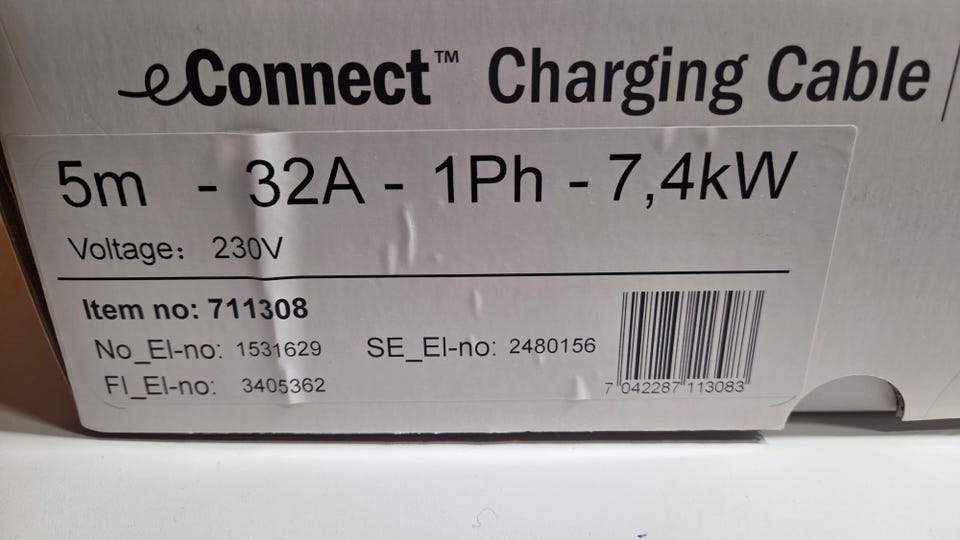 eConnect™ Charging Cable
5m - 32A - 1Ph - 7,4kW
Voltage: 230V
Item no: 711308
No_El-no: 1531629 SE_El-no: 2480156
FI_El-no: 3405362
7 042287 113083